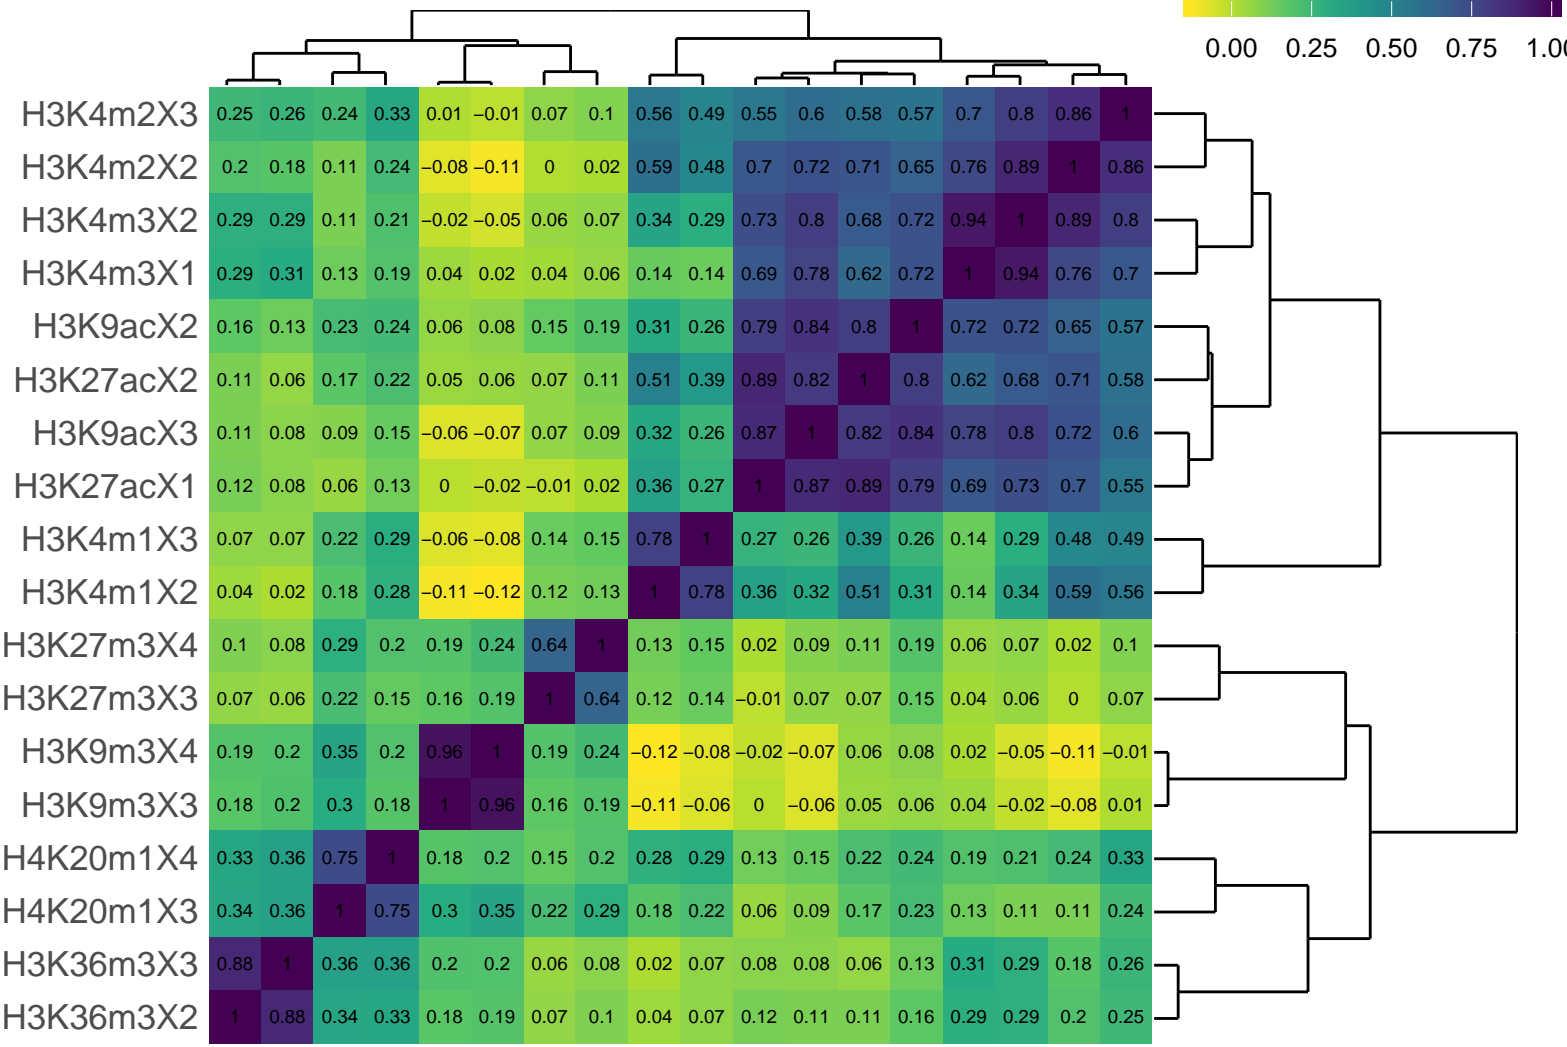 0.00 0.25 0.50 0.75
H3K4m2X3 0.25 0.26 0.24 0.33 0.01 −0.01 0.07 0.1 0.56 0.49 0.55 0.6 0.58 0.57 0.7 0.8 0.86 1
H3K4m2X2 0.2 0.18 0.11 0.24 −0.08 −0.11 0 0.02 0.59 0.48 0.7 0.72 0.71 0.65 0.76 0.89 1 0.86
H3K4m3X2 0.29 0.29 0.11 0.21 −0.02 −0.05 0.06 0.07 0.34 0.29 0.73 0.8 0.68 0.72 0.94 1 0.89 0.8
H3K4m3X1 0.29 0.31 0.13 0.19 0.04 0.02 0.04 0.06 0.14 0.14 0.69 0.78 0.62 0.72 1 0.94 0.76 0.7
H3K9acX2 0.16 0.13 0.23 0.24 0.06 0.08 0.15 0.19 0.31 0.26 0.79 0.84 0.8 1 0.72 0.72 0.65 0.57
H3K27acX2 0.11 0.06 0.17 0.22 0.05 0.06 0.07 0.11 0.51 0.39 0.89 0.82 1 0.8 0.62 0.68 0.71 0.58
H3K9acX3 0.11 0.08 0.09 0.15 −0.06 −0.07 0.07 0.09 0.32 0.26 0.87 1 0.82 0.84 0.78 0.8 0.72 0.6
H3K27acX1 0.12 0.08 0.06 0.13 0 −0.02 −0.01 0.02 0.36 0.27 1 0.87 0.89 0.79 0.69 0.73 0.7 0.55
H3K4m1X3 0.07 0.07 0.22 0.29 −0.06 −0.08 0.14 0.15 0.78 1 0.27 0.26 0.39 0.26 0.14 0.29 0.48 0.49
H3K4m1X2 0.04 0.02 0.18 0.28 −0.11 −0.12 0.12 0.13 1 0.78 0.36 0.32 0.51 0.31 0.14 0.34 0.59 0.56
H3K27m3X4 0.1 0.08 0.29 0.2 0.19 0.24 0.64 1 0.13 0.15 0.02 0.09 0.11 0.19 0.06 0.07 0.02 0.1
H3K27m3X3 0.07 0.06 0.22 0.15 0.16 0.19 1 0.64 0.12 0.14 −0.01 0.07 0.07 0.15 0.04 0.06 0 0.07
H3K9m3X4 0.19 0.2 0.35 0.2 0.96 1 0.19 0.24 −0.12 −0.08 −0.02 −0.07 0.06 0.08 0.02 −0.05 −0.11 −0.01
H3K9m3X3 0.18 0.2 0.3 0.18 1 0.96 0.16 0.19 −0.11 −0.06 0 −0.06 0.05 0.06 0.04 −0.02 −0.08 0.01
H4K20m1X4 0.33 0.36 0.75 1 0.18 0.2 0.15 0.2 0.28 0.29 0.13 0.15 0.22 0.24 0.19 0.21 0.24 0.33
H4K20m1X3 0.34 0.36 1 0.75 0.3 0.35 0.22 0.29 0.18 0.22 0.06 0.09 0.17 0.23 0.13 0.11 0.11 0.24
H3K36m3X3 0.88 1 0.36 0.36 0.2 0.2 0.06 0.08 0.02 0.07 0.08 0.08 0.06 0.13 0.31 0.29 0.18 0.26
H3K36m3X2 1 0.88 0.34 0.33 0.18 0.19 0.07 0.1 0.04 0.07 0.12 0.11 0.11 0.16 0.29 0.29 0.2 0.25